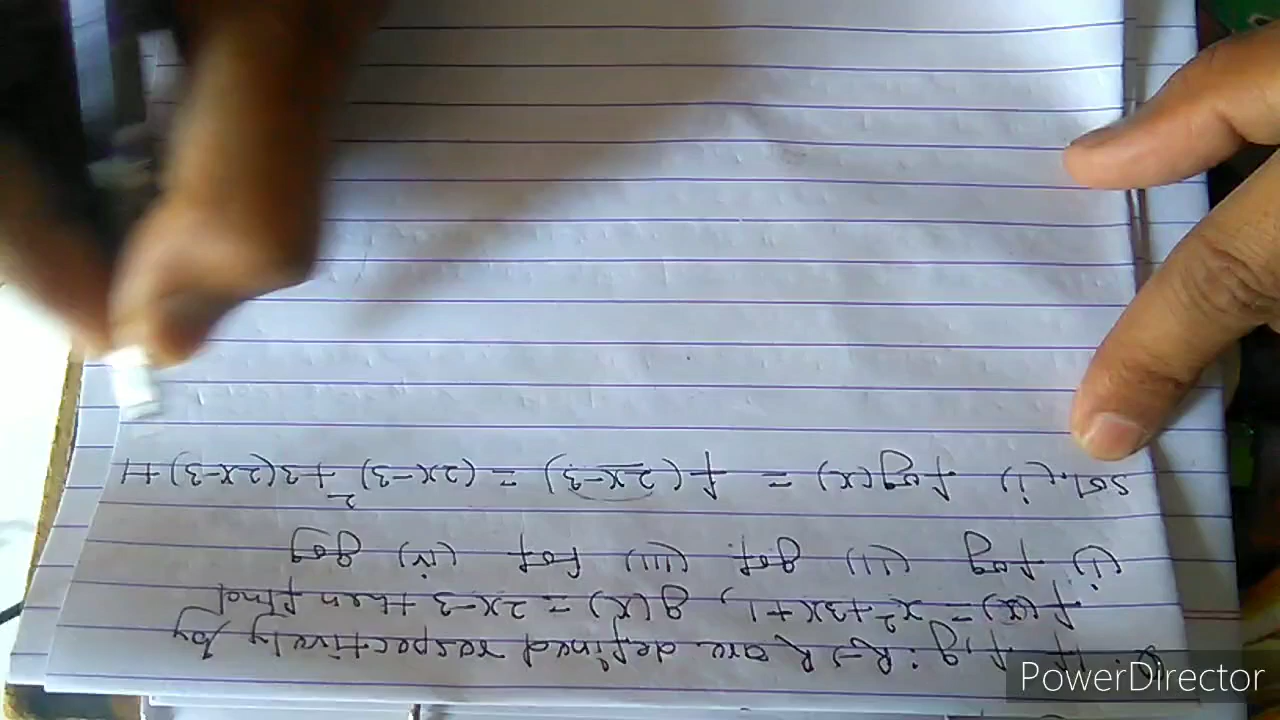 Q. If f, g : R→R are defined respectively by
f(x) = x²+3x+1, g(x) = 2x-3 then find
(i) fog (ii) gof (iii) fof (iv) gog
Sol. (i) fog(x) = f(2x-3) = (2x-3)²+3(2x-3)+1
PowerDirector